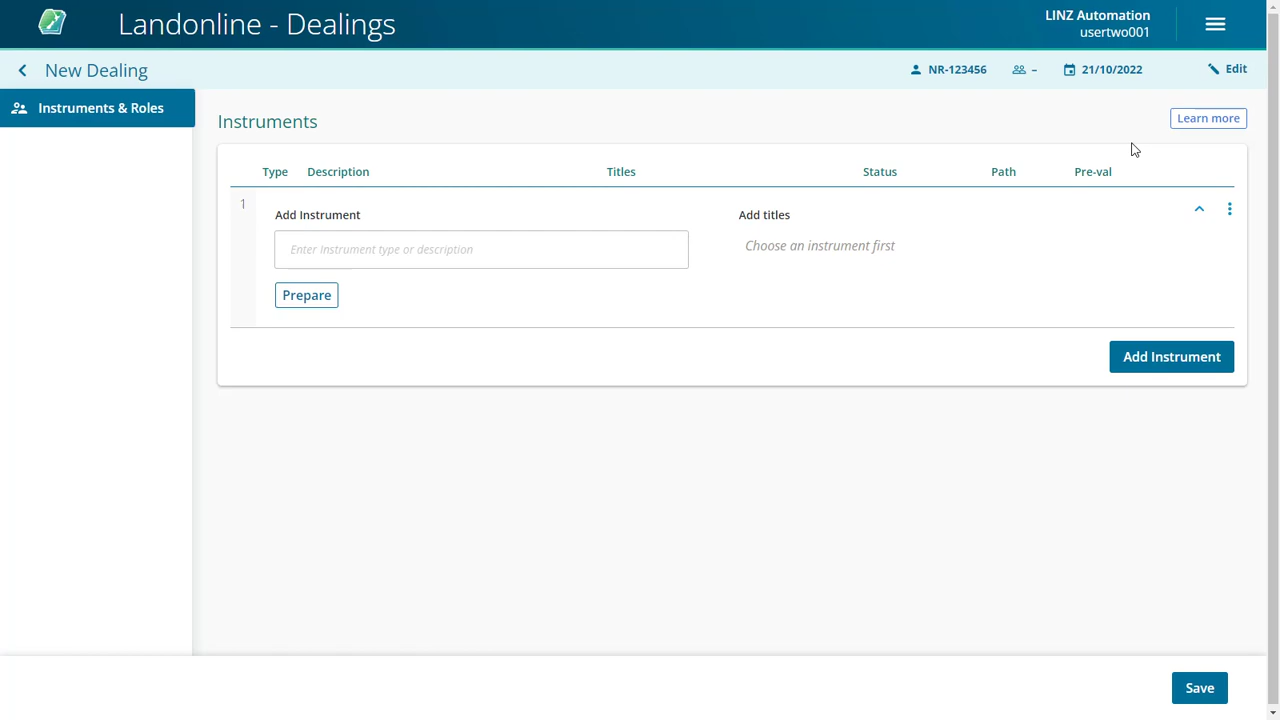 Landonline - Dealings
LINZ Automation
usertwo001
New Dealing
NR-123456
–
21/10/2022
Edit
Instruments & Roles
Instruments
Learn more
Type Description Titles Status Path Pre-val
1
Add Instrument
Add titles
Enter Instrument type or description
Choose an instrument first
Prepare
Add Instrument
Save